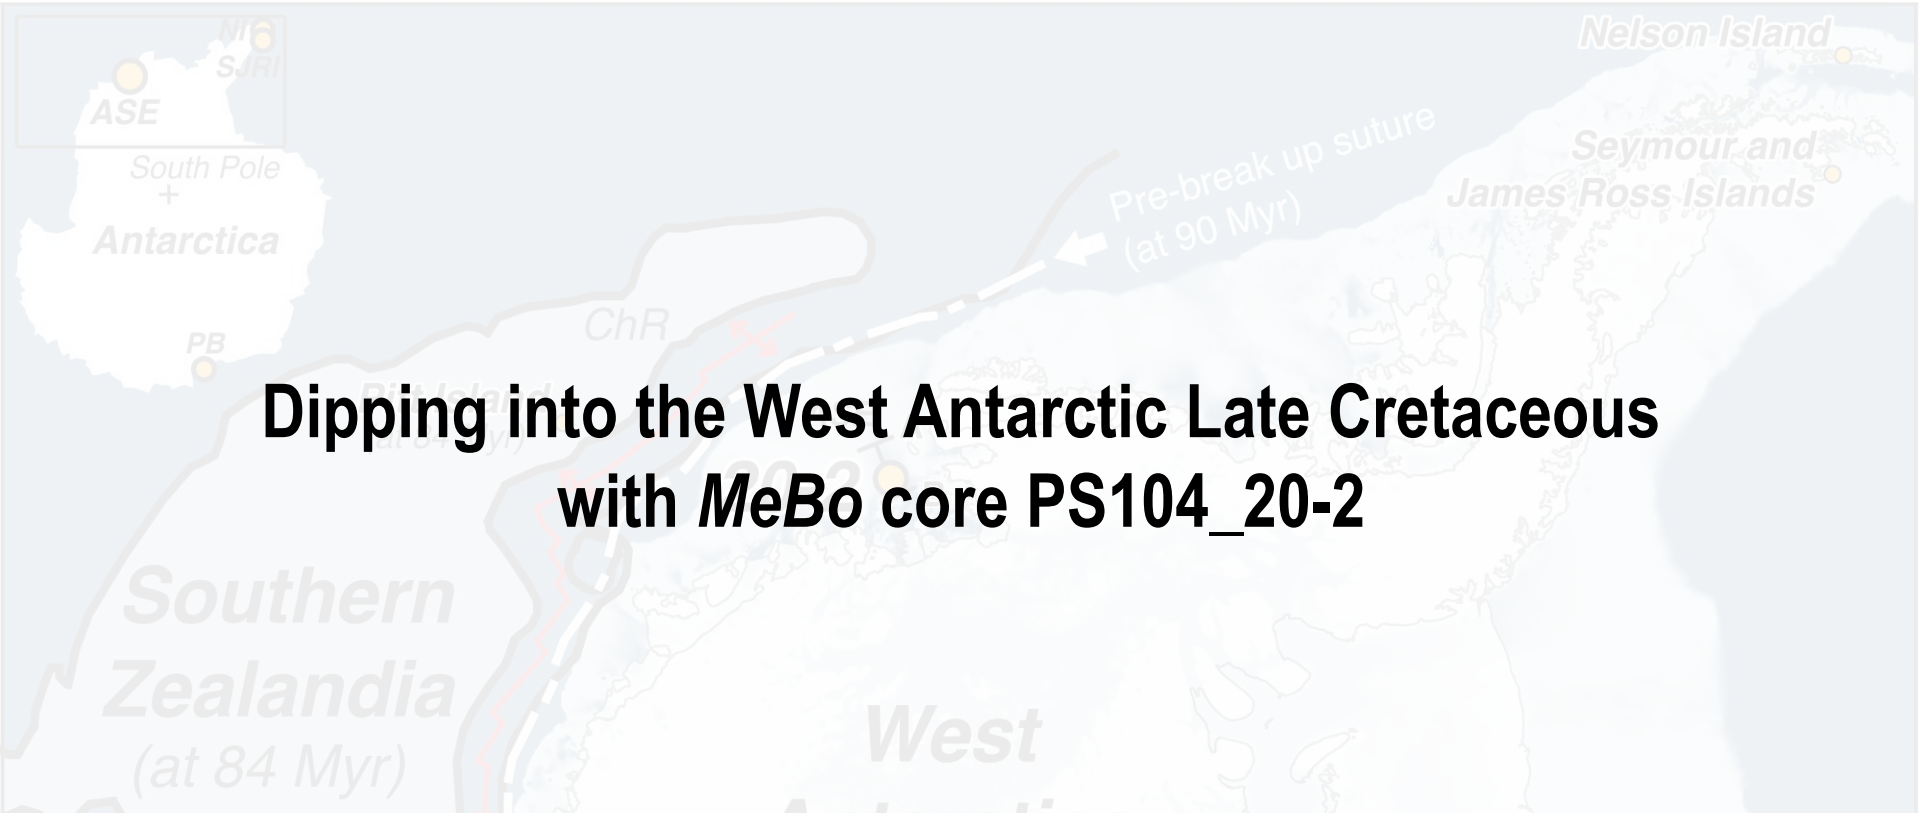 NI
SJRI
Nelson Island
ASE
South Pole
+
Antarctica
PB
Pre-break up suture
(at 90 Myr)
Seymour and
James Ross Islands
ChR
Dipping into the West Antarctic Late Cretaceous
with MeBo core PS104_20-2
Southern
Zealandia
(at 84 Myr)
West